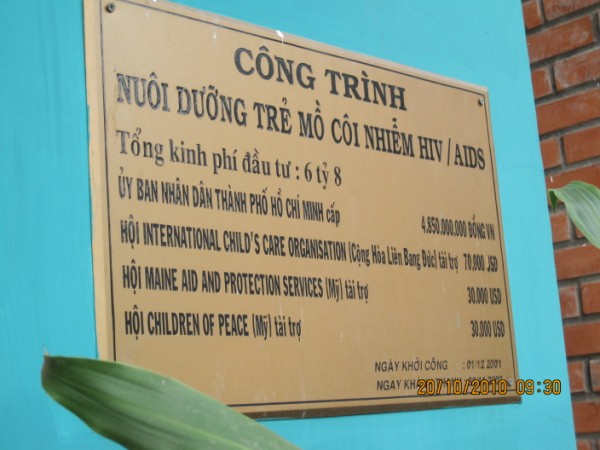 CÔNG TRÌNH
NUÔI DƯỠNG TRẺ MỒ CÔI NHIỄM HIV / AIDS
Tổng kinh phí đầu tư : 6 tỷ 8
ỦY BAN NHÂN DÂN THÀNH PHỐ HỒ CHÍ MINH cấp 4.850.000.000 ĐỒNG VN
HỘI INTERNATIONAL CHILD'S CARE ORGANISATION (Cộng Hòa Liên Bang Đức) tài trợ 70.000 JSD
HỘI MAINE AID AND PROTECTION SERVICES (Mỹ) tài trợ 30.000 USD
HỘI CHILDREN OF PEACE (Mỹ) tài trợ 30.000 USD
NGÀY KHỞI CÔNG : 01/12 2001
NGAY
20/10/2010 09:30